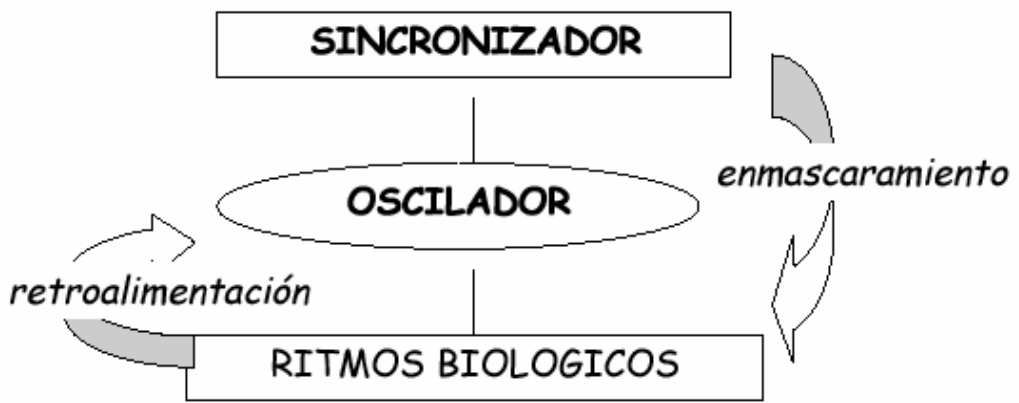 SINCRONIZADOR
enmascaramiento
OSCILADOR
retroalimentación
RITMOS BIOLOGICOS